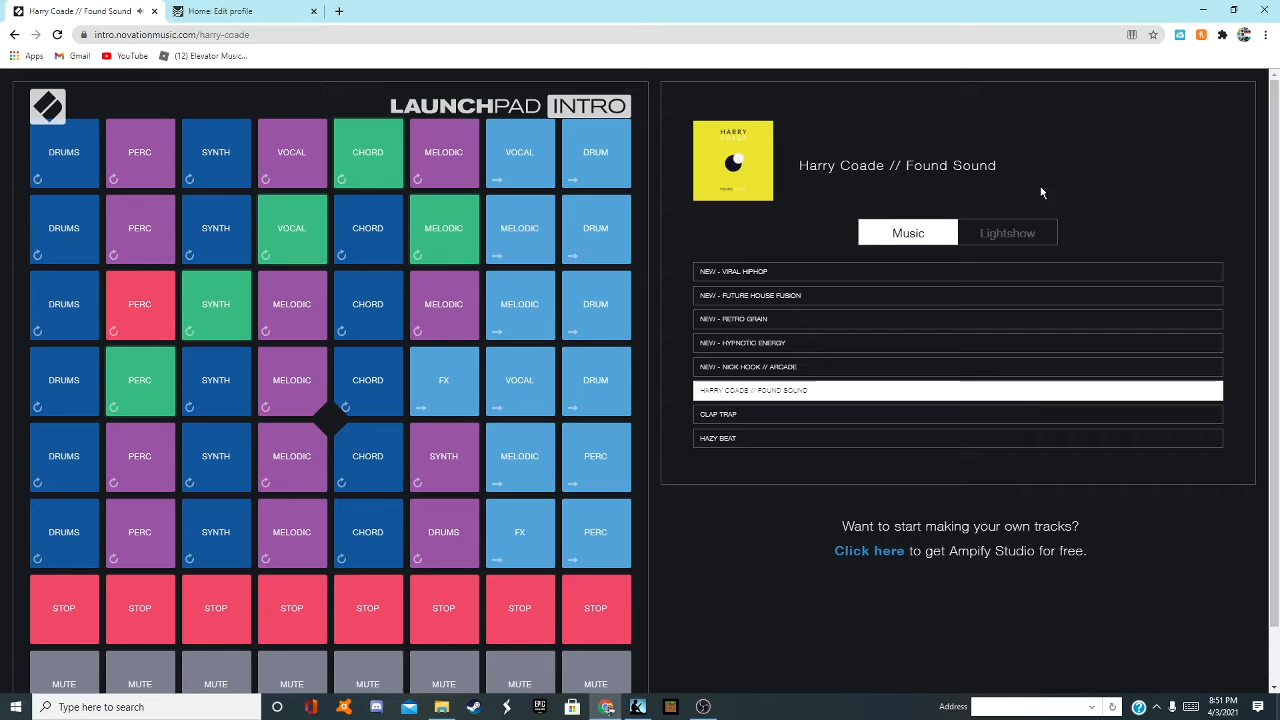 Harry Coade // Found Sound
Home: Edit profile
intro.novationmusic.com/harry-coade
Apps
Gmail
YouTube
(12) Elevator Music...
LAUNCHPAD INTRO
DRUMS PERC SYNTH VOCAL CHORD MELODIC VOCAL DRUM
DRUMS PERC SYNTH VOCAL CHORD MELODIC MELODIC DRUM
DRUMS PERC SYNTH MELODIC CHORD MELODIC MELODIC DRUM
DRUMS PERC SYNTH MELODIC CHORD FX VOCAL DRUM
DRUMS PERC SYNTH MELODIC CHORD SYNTH MELODIC PERC
DRUMS PERC SYNTH MELODIC CHORD DRUMS FX PERC
STOP STOP STOP STOP STOP STOP STOP STOP
MUTE MUTE MUTE MUTE MUTE MUTE MUTE MUTE
HARRY
Harry Coade // Found Sound
Music
Lightshow
NEW - VIRAL HIPHOP
NEW - FUTURE HOUSE FUSION
NEW - RETRO GRAIN
NEW - HYPNOTIC ENERGY
NEW - NICK HOOK // ARCADE
HARRY COADE // FOUND SOUND
CLAP TRAP
HAZY BEAT
Want to start making your own tracks?
Click here to get Ampify Studio for free.
Type here to search
Address
8:51 PM
4/3/2021